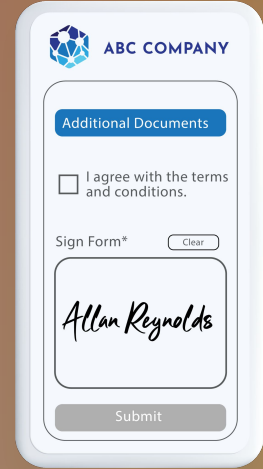 ABC COMPANY
Additional Documents
I agree with the terms
and conditions.
Sign Form*
Clear
Allan Reynolds
Submit